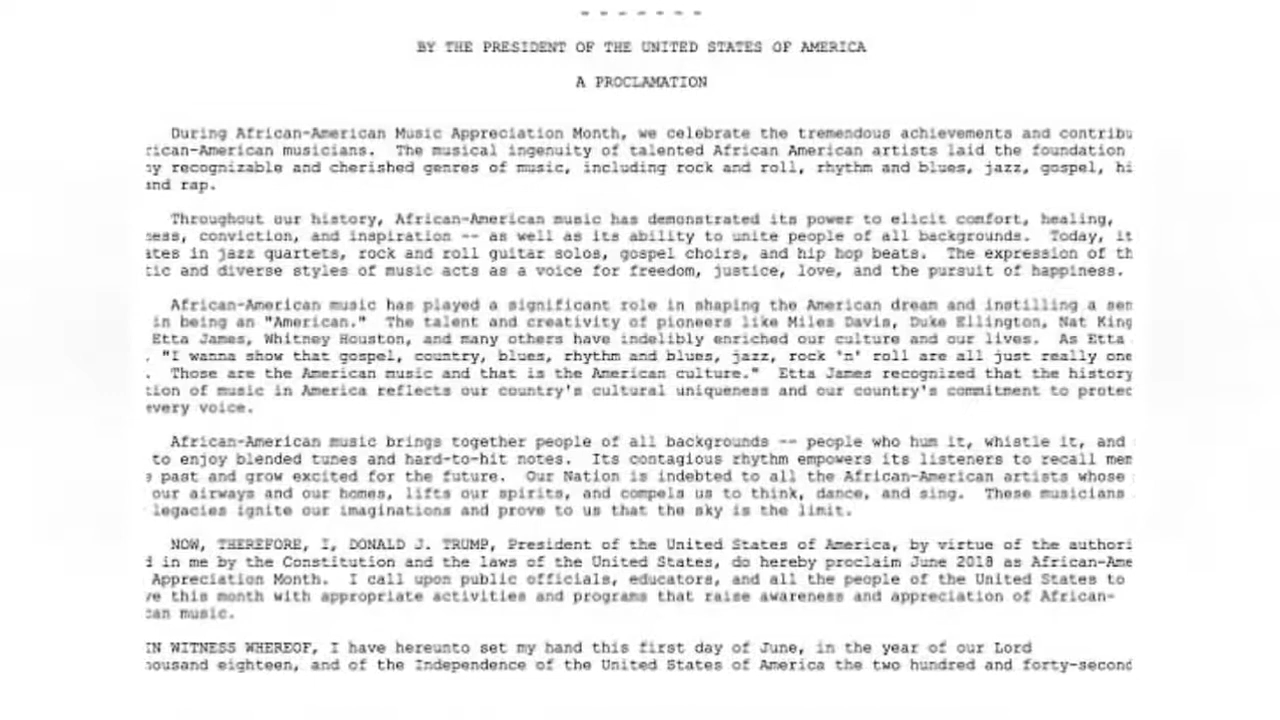 - - - - - - -
BY THE PRESIDENT OF THE UNITED STATES OF AMERICA
A PROCLAMATION
During African-American Music Appreciation Month, we celebrate the tremendous achievements and contribu
rican-American musicians. The musical ingenuity of talented African American artists laid the foundation
ny recognizable and cherished genres of music, including rock and roll, rhythm and blues, jazz, gospel, hi
and rap.
Throughout our history, African-American music has demonstrated its power to elicit comfort, healing,
ness, conviction, and inspiration -- as well as its ability to unite people of all backgrounds. Today, it
ates in jazz quartets, rock and roll guitar solos, gospel choirs, and hip hop beats. The expression of th
tic and diverse styles of music acts as a voice for freedom, justice, love, and the pursuit of happiness.
African-American music has played a significant role in shaping the American dream and instilling a sen
in being an "American." The talent and creativity of pioneers like Miles Davis, Duke Ellington, Nat King
Etta James, Whitney Houston, and many others have indelibly enriched our culture and our lives. As Etta
. "I wanna show that gospel, country, blues, rhythm and blues, jazz, rock 'n' roll are all just really one
. Those are the American music and that is the American culture." Etta James recognized that the history
tion of music in America reflects our country's cultural uniqueness and our country's commitment to protec
every voice.
African-American music brings together people of all backgrounds -- people who hum it, whistle it, and
to enjoy blended tunes and hard-to-hit notes. Its contagious rhythm empowers its listeners to recall mem
e past and grow excited for the future. Our Nation is indebted to all the African-American artists whose
our airways and our homes, lifts our spirits, and compels us to think, dance, and sing. These musicians
legacies ignite our imaginations and prove to us that the sky is the limit.
NOW, THEREFORE, I, DONALD J. TRUMP, President of the United States of America, by virtue of the authori
d in me by the Constitution and the laws of the United States, do hereby proclaim June 2018 as African-Ame
Appreciation Month. I call upon public officials, educators, and all the people of the United States to
ve this month with appropriate activities and programs that raise awareness and appreciation of African-
can music.
IN WITNESS WHEREOF, I have hereunto set my hand this first day of June, in the year of our Lord
housand eighteen, and of the Independence of the United States of America the two hundred and forty-second